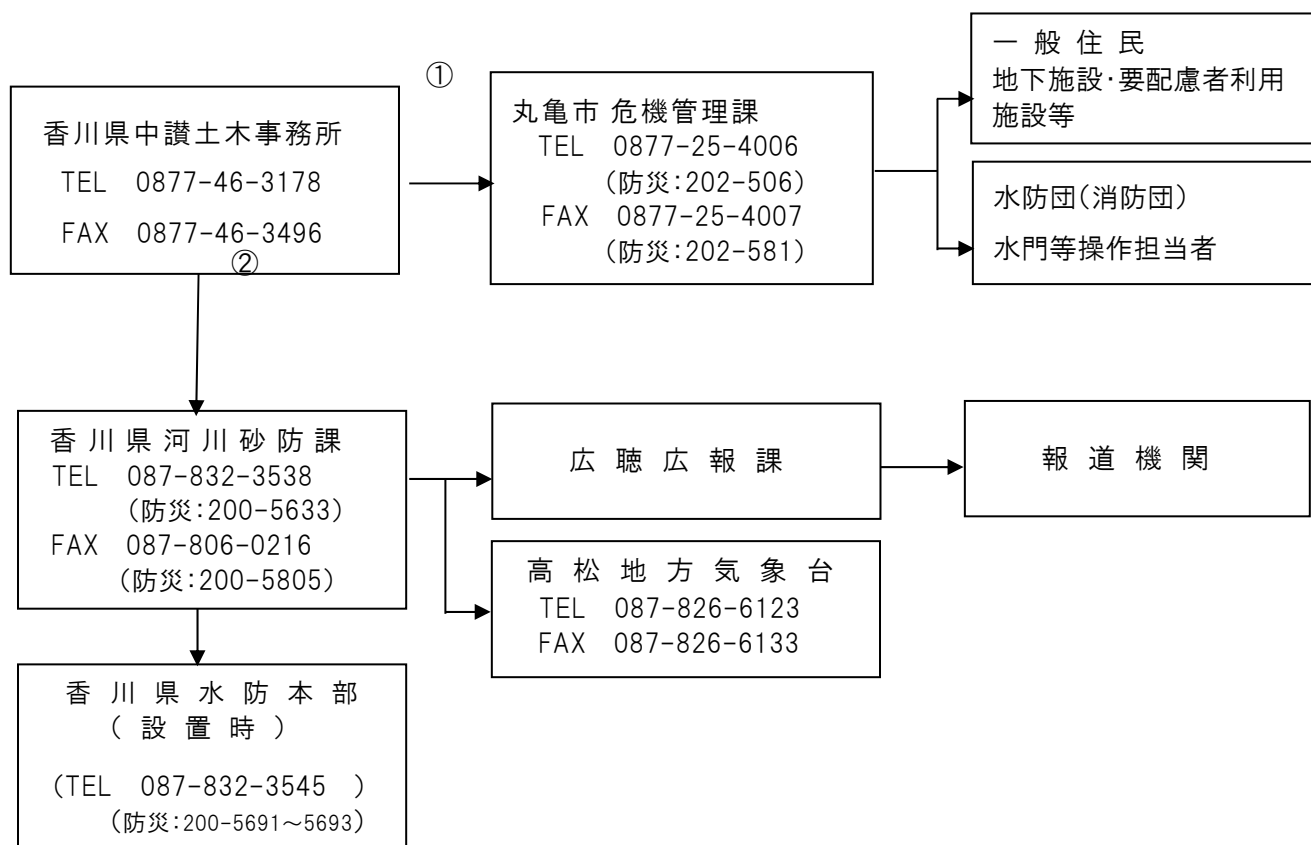 ①
香川県中讃土木事務所
TEL 0877-46-3178
FAX 0877-46-3496
②
丸亀市 危機管理課
TEL 0877-25-4006
(防災:202-506)
FAX 0877-25-4007
(防災:202-581)
一般住民
地下施設・要配慮者利用
施設等
水防団(消防団)
水門等操作担当者
香川県河川砂防課
TEL 087-832-3538
(防災:200-5633)
FAX 087-806-0216
(防災:200-5805)
広聴広報課
報道機関
高松地方気象台
TEL 087-826-6123
FAX 087-826-6133
香川県水防本部
(設置時)
(TEL 087-832-3545 )
(防災:200-5691～5693)